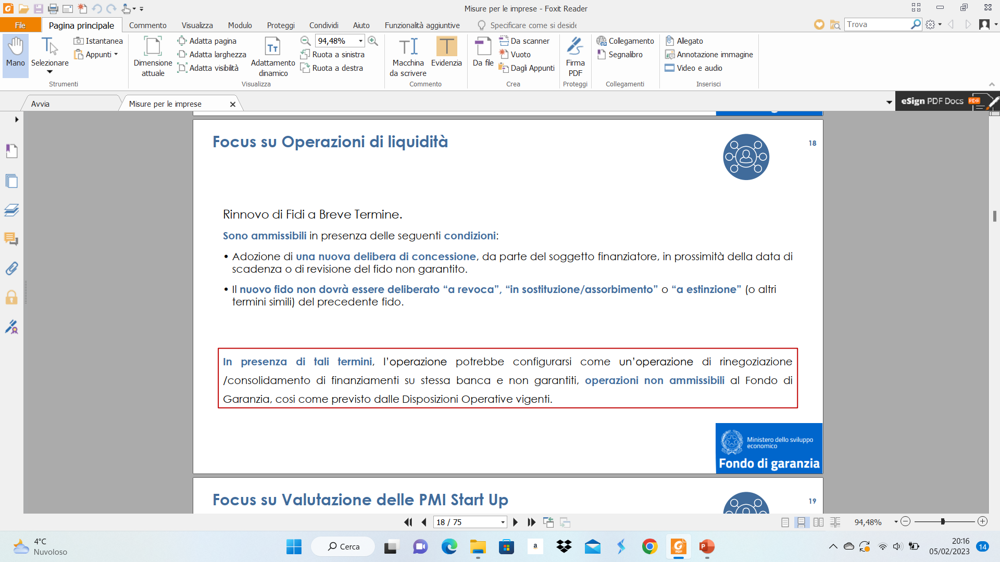 Misure per le imprese - Foxit Reader
File Pagina principale Commento Visualizza Modulo Proteggi Condividi Aiuto Funzionalità aggiuntive Specificare come si deside Trova
Mano
Selezionare
Istantanea
Appunti
Strumenti
Dimensione
attuale
Adatta pagina
Adatta larghezza
Adatta visibilità
Adattamento
dinamico
94,48%
Ruota a sinistra
Ruota a destra
Visualizza
Macchina
da scrivere
Evidenzia
Commento
Da file
Da scanner
Vuoto
Dagli Appunti
Crea
Firma
PDF
Proteggi
Collegamento
Segnalibro
Collegamenti
Allegato
Annotazione immagine
Video e audio
Inserisci
Avvia
Misure per le imprese
eSign PDF Docs PDF
Focus su Operazioni di liquidità
18
Rinnovo di Fidi a Breve Termine.
Sono ammissibili in presenza delle seguenti condizioni:
• Adozione di una nuova delibera di concessione, da parte del soggetto finanziatore, in prossimità della data di
scadenza o di revisione del fido non garantito.
• Il nuovo fido non dovrà essere deliberato “a revoca”, “in sostituzione/assorbimento” o “a estinzione” (o altri
termini simili) del precedente fido.
In presenza di tali termini, l’operazione potrebbe configurarsi come un’operazione di rinegoziazione
/consolidamento di finanziamenti su stessa banca e non garantiti, operazioni non ammissibili al Fondo di
Garanzia, cosi come previsto dalle Disposizioni Operative vigenti.
Ministero dello sviluppo
economico
Fondo di garanzia
Focus su Valutazione delle PMI Start Up
19
18 / 75
94,48%
4°C
Nuvoloso
Cerca
20:16
05/02/2023
14